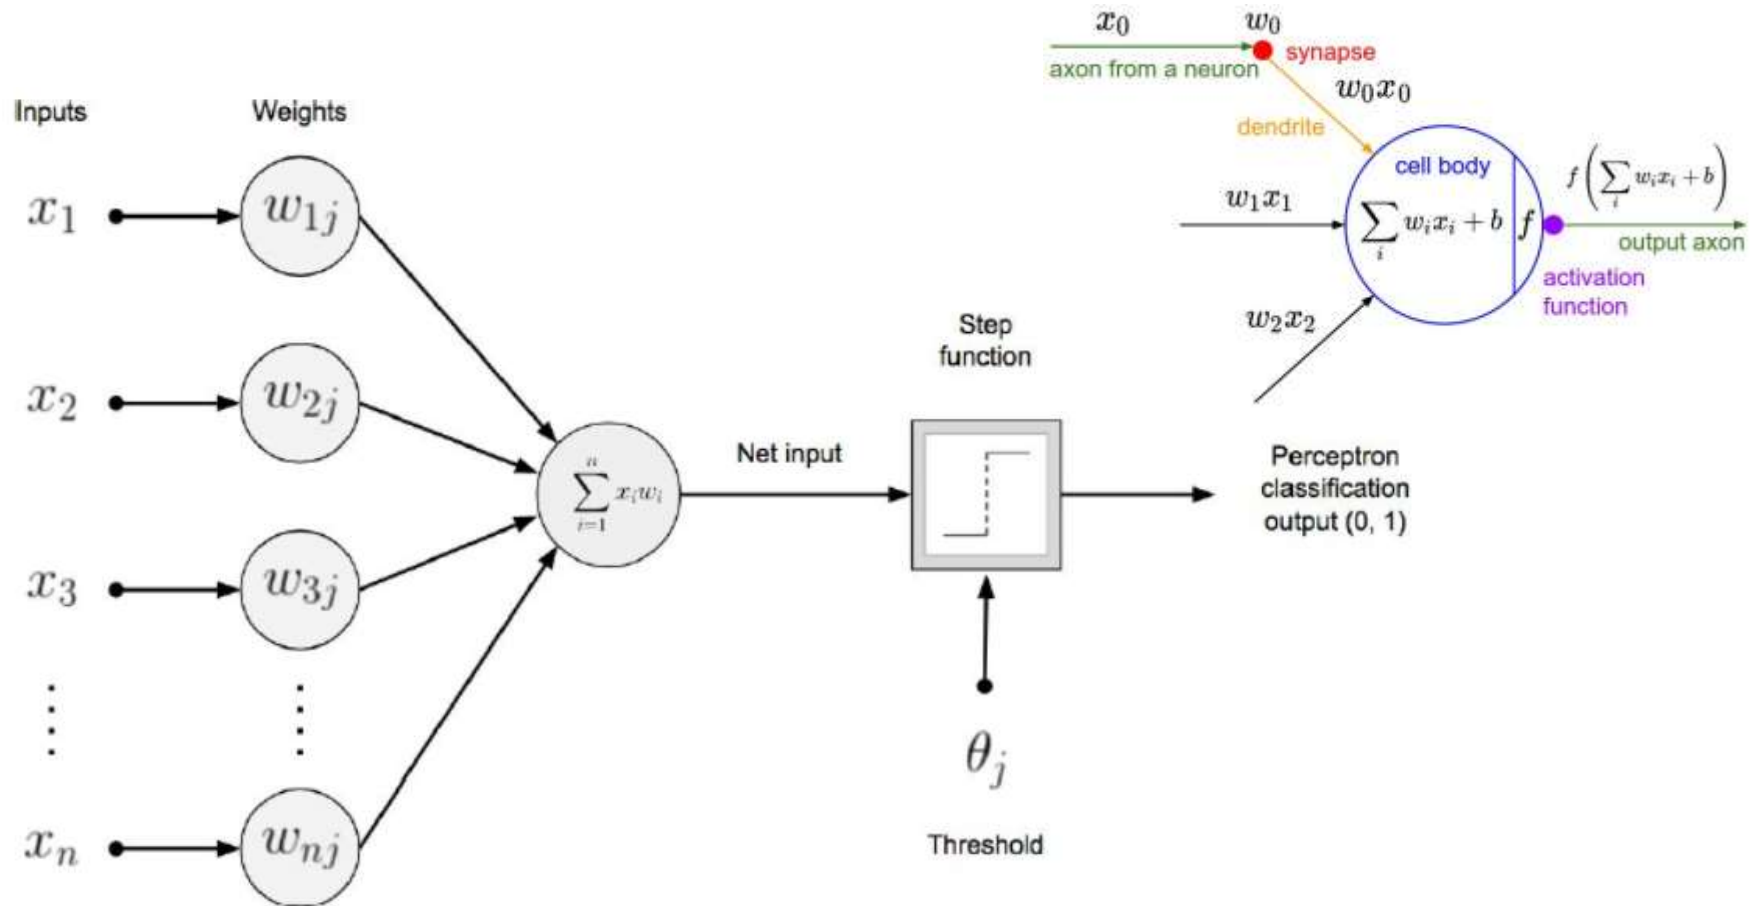 x₀
w₀
synapse
axon from a neuron
w₀x₀
dendrite
cell body
f(∑ᵢ wᵢxᵢ + b)
w₁x₁
∑ᵢ wᵢxᵢ + b
f
output axon
activation
function
w₂x₂
Inputs
Weights
x₁
w₁ⱼ
x₂
w₂ⱼ
x₃
w₃ⱼ
xₙ
wₙⱼ
n
∑ xᵢwᵢ
i=1
Net input
Step
function
θⱼ
Threshold
Perceptron
classification
output (0, 1)